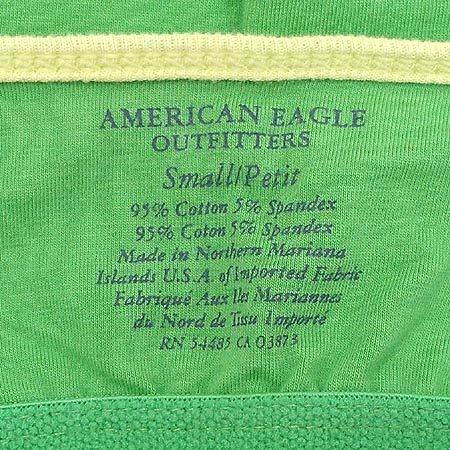 AMERICAN EAGLE
OUTFITTERS
Small/Petit
95% Cotton 5% Spandex
95% Coton 5% Spandex
Made in Northern Mariana
Islands U.S.A. of Imported Fabric
Fabriqué Aux Iles Mariannes
du Nord de Tissu Importé
RN 54485 CA 03873